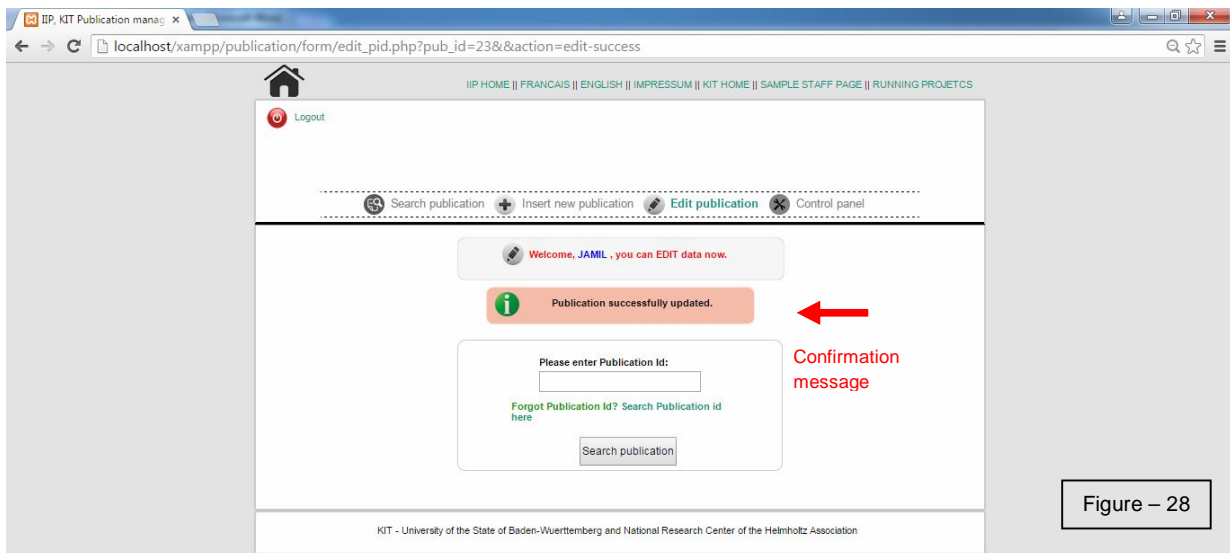 IIP, KIT Publication manag
localhost/xampp/publication/form/edit_pid.php?pub_id=23&&action=edit-success
IIP HOME || FRANCAIS || ENGLISH || IMPRESSUM || KIT HOME || SAMPLE STAFF PAGE || RUNNING PROJETCS
Logout
Search publication Insert new publication Edit publication Control panel
Welcome, JAMIL , you can EDIT data now.
Publication successfully updated.
Confirmation
message
Please enter Publication Id:
Forgot Publication Id? Search Publication id
here
Search publication
Figure – 28
KIT - University of the State of Baden-Wuerttemberg and National Research Center of the Helmholtz Association